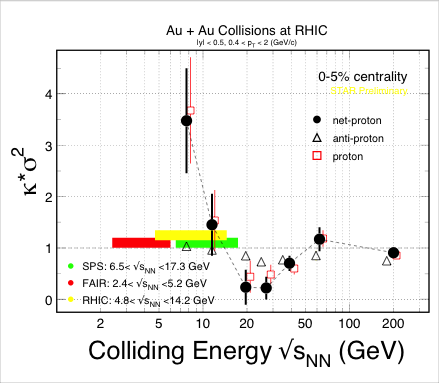 Au + Au Collisions at RHIC
lyl < 0.5, 0.4 < pT < 2 (GeV/c)
0-5% centrality
STAR Preliminary
net-proton
anti-proton
proton
κ*σ²
4
3
2
1
0
SPS: 6.5< √sNN <17.3 GeV
FAIR: 2.4< √sNN <5.2 GeV
RHIC: 4.8< √sNN <14.2 GeV
2 5 10 20 50 100 200
Colliding Energy √sNN (GeV)